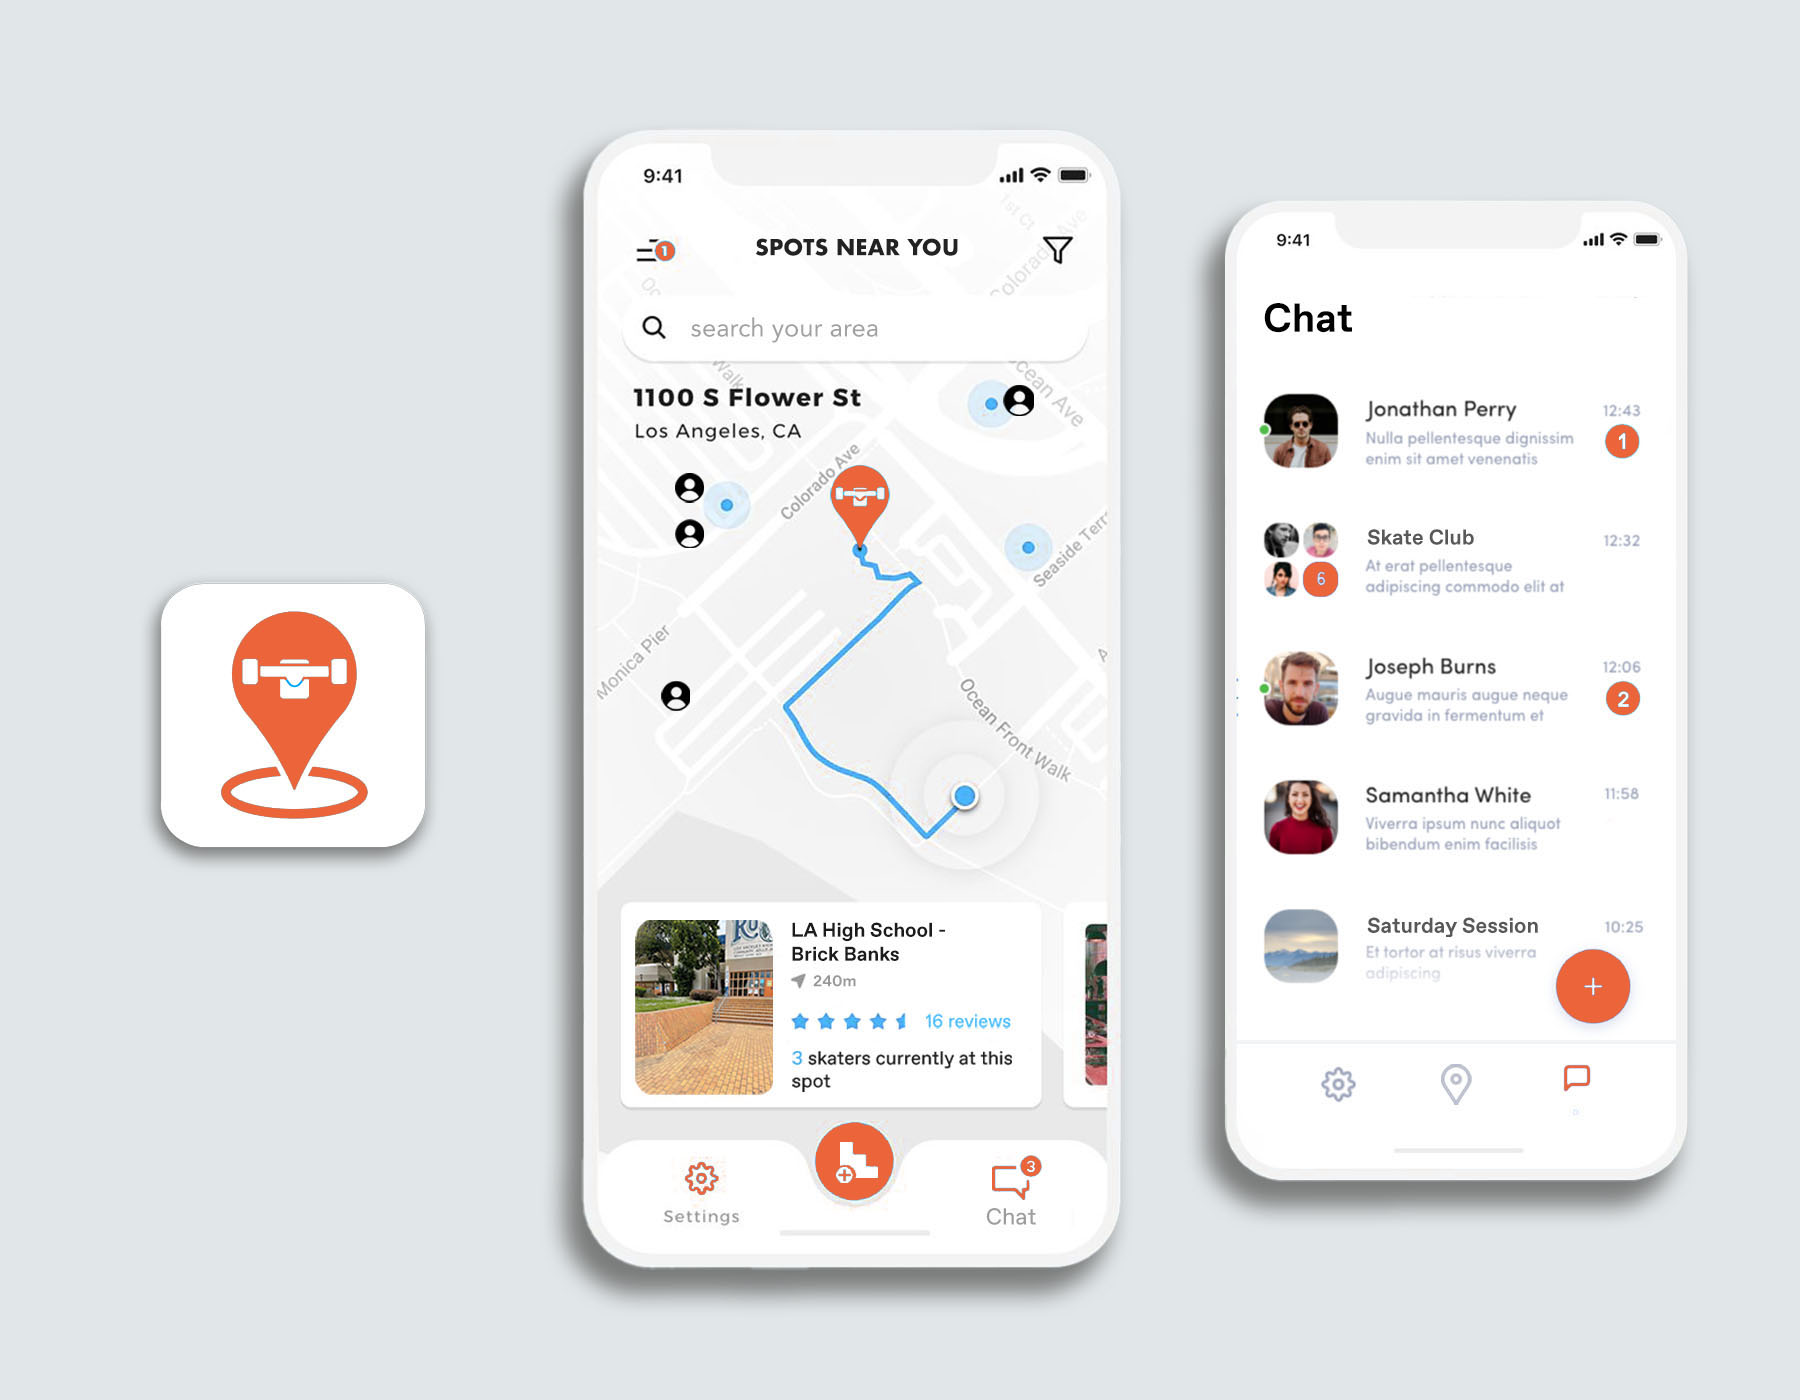 9:41
1st Ct
Colorado Ave
1
SPOTS NEAR YOU
search your area
Walk
Ocean Ave
1100 S Flower St
Los Angeles, CA
Colorado Ave
Seaside Terr
Monica Pier
Ocean Front Walk
LA High School -
Brick Banks
240m
16 reviews
3 skaters currently at this
spot
Settings
3
Chat
9:41
Chat
Jonathan Perry
12:43
Nulla pellentesque dignissim
enim sit amet venenatis
1
Skate Club
12:32
At erat pellentesque
adipiscing commodo elit at
6
Joseph Burns
12:06
Augue mauris augue neque
gravida in fermentum et
2
Samantha White
11:58
Viverra ipsum nunc aliquot
bibendum enim facilisis
Saturday Session
10:25
Et tortor at risus viverra
adipiscing